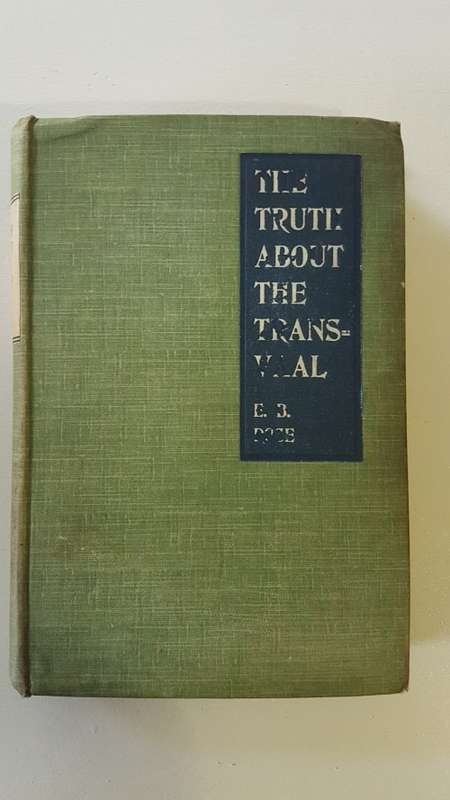 THE
TRUTH
ABOUT
THE
TRANS=
VAAL
E. B.
ROSE